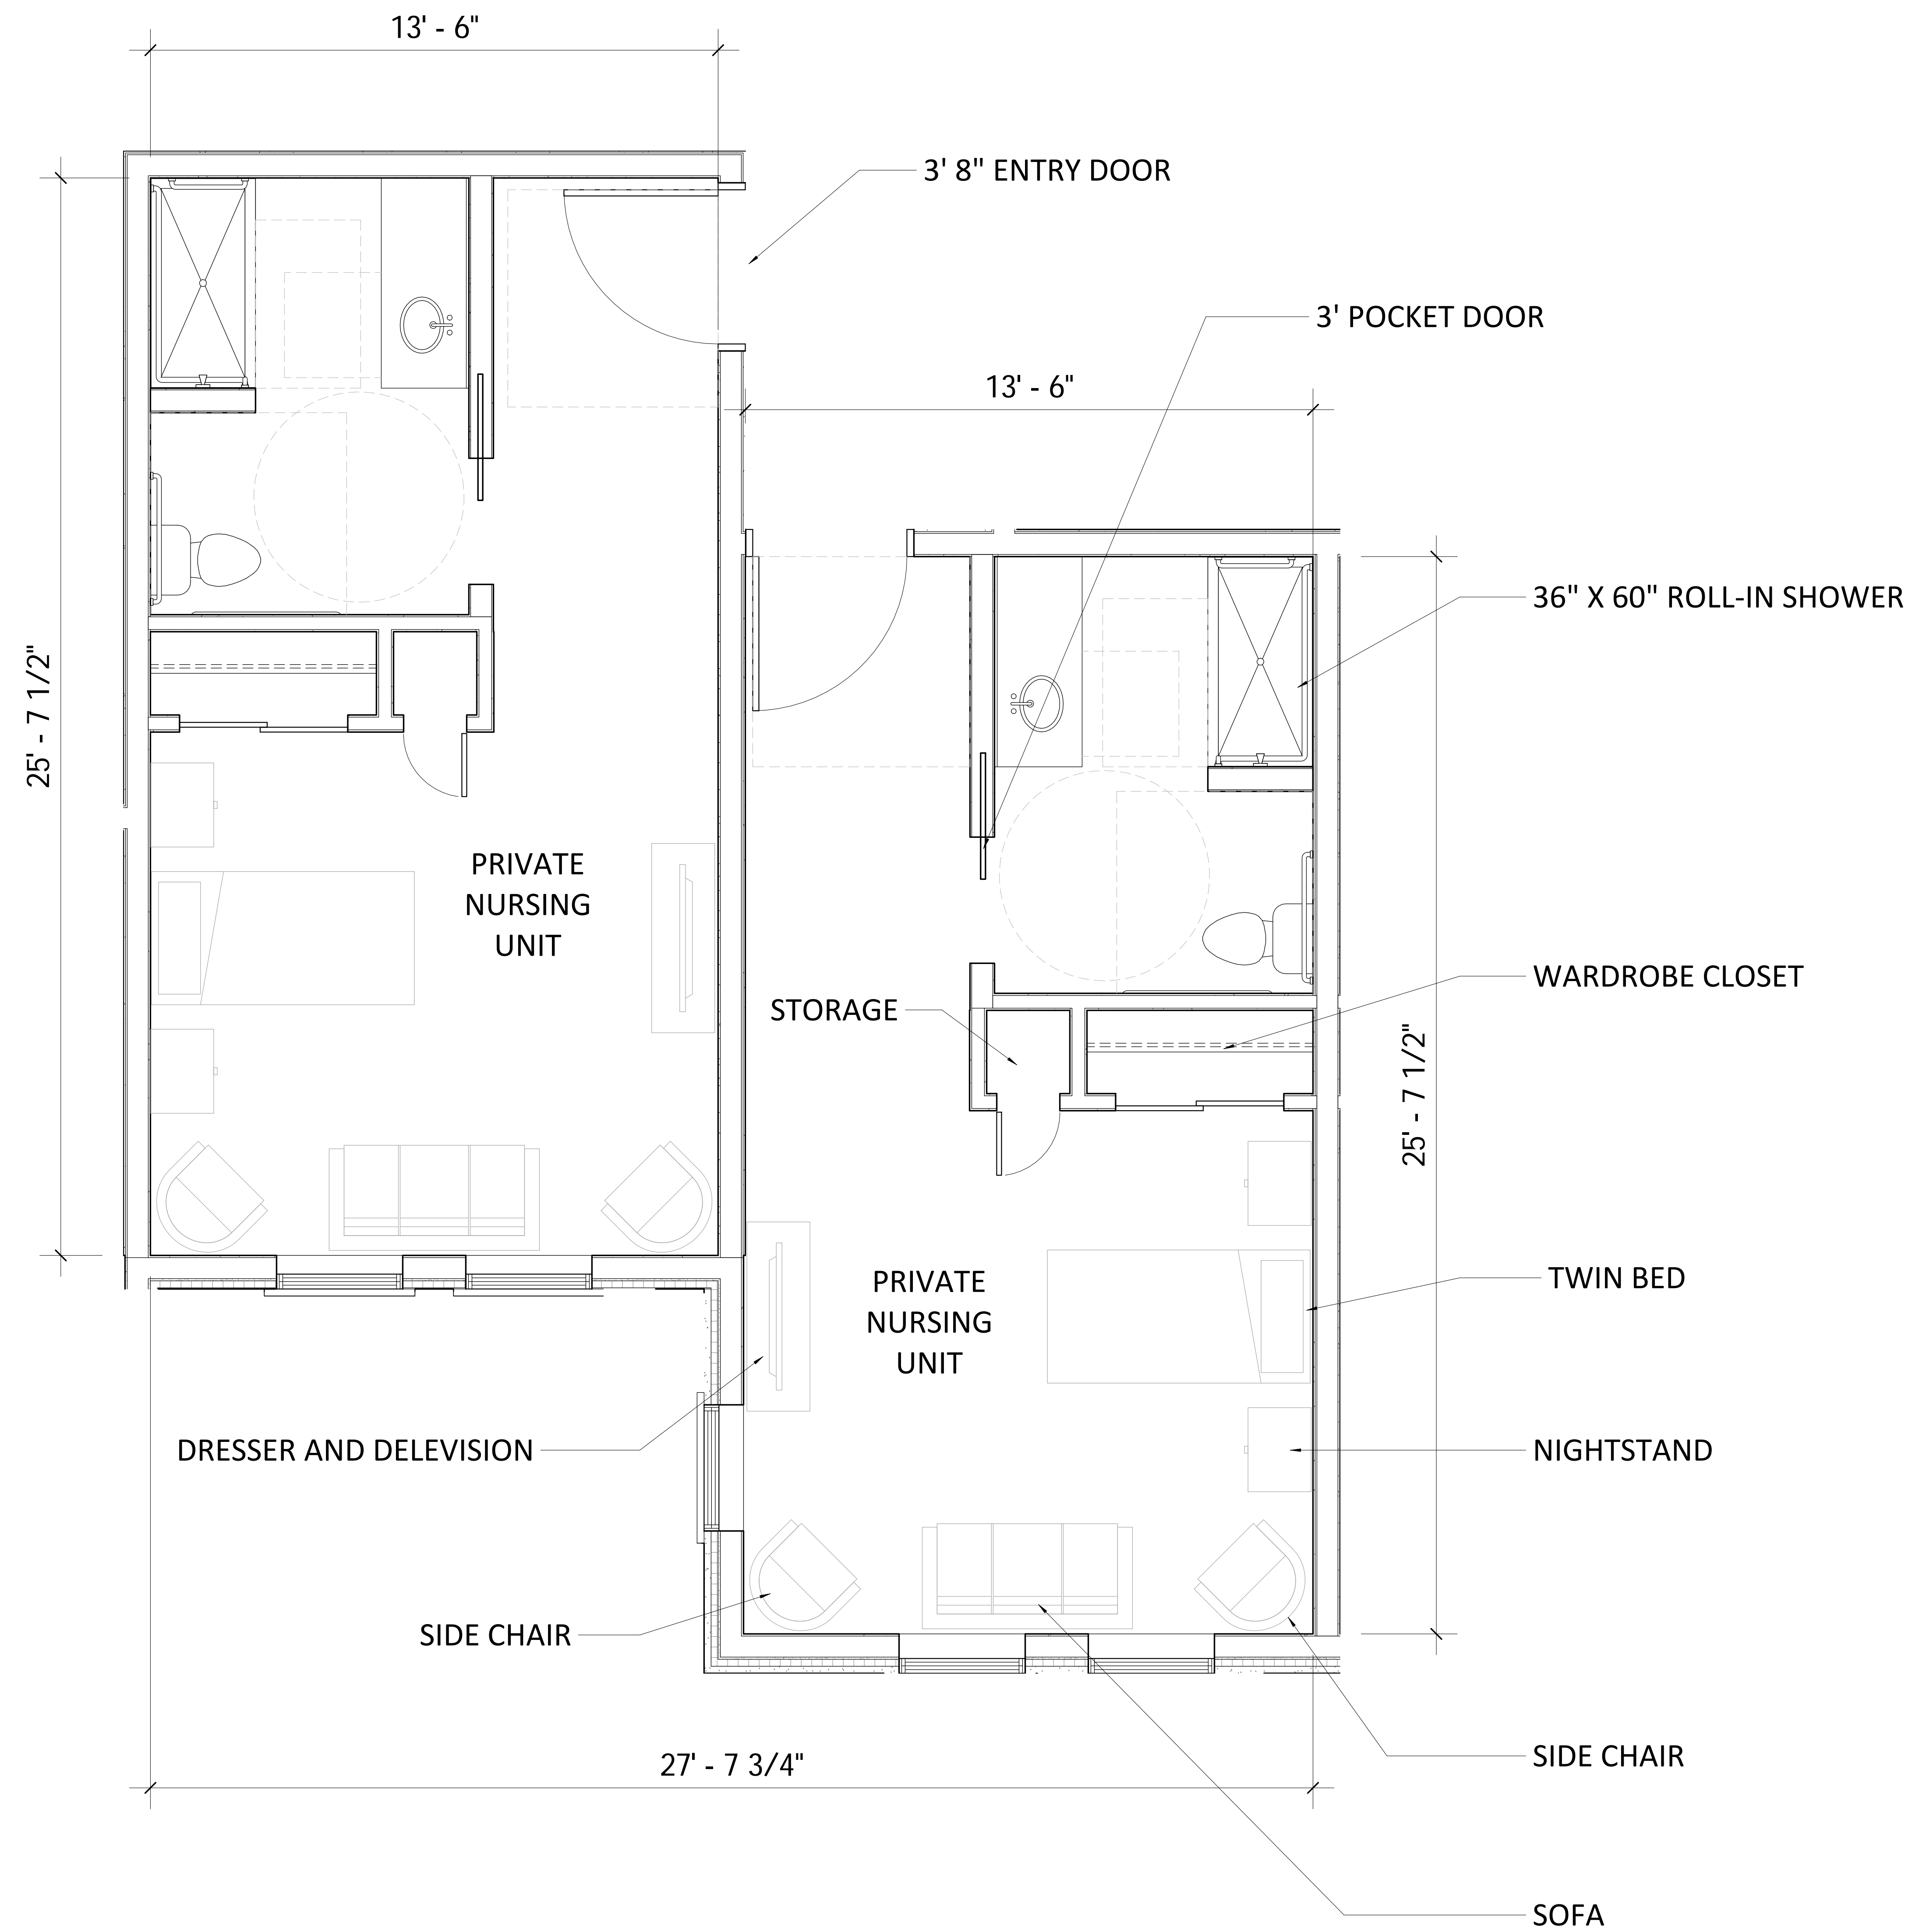 13' - 6"
3' 8" ENTRY DOOR
3' POCKET DOOR
13' - 6"
36" X 60" ROLL-IN SHOWER
25' - 7 1/2"
PRIVATE
NURSING
UNIT
WARDROBE CLOSET
STORAGE
25' - 7 1/2"
TWIN BED
PRIVATE
NURSING
UNIT
DRESSER AND DELEVISION
NIGHTSTAND
SIDE CHAIR
SIDE CHAIR
27' - 7 3/4"
SOFA